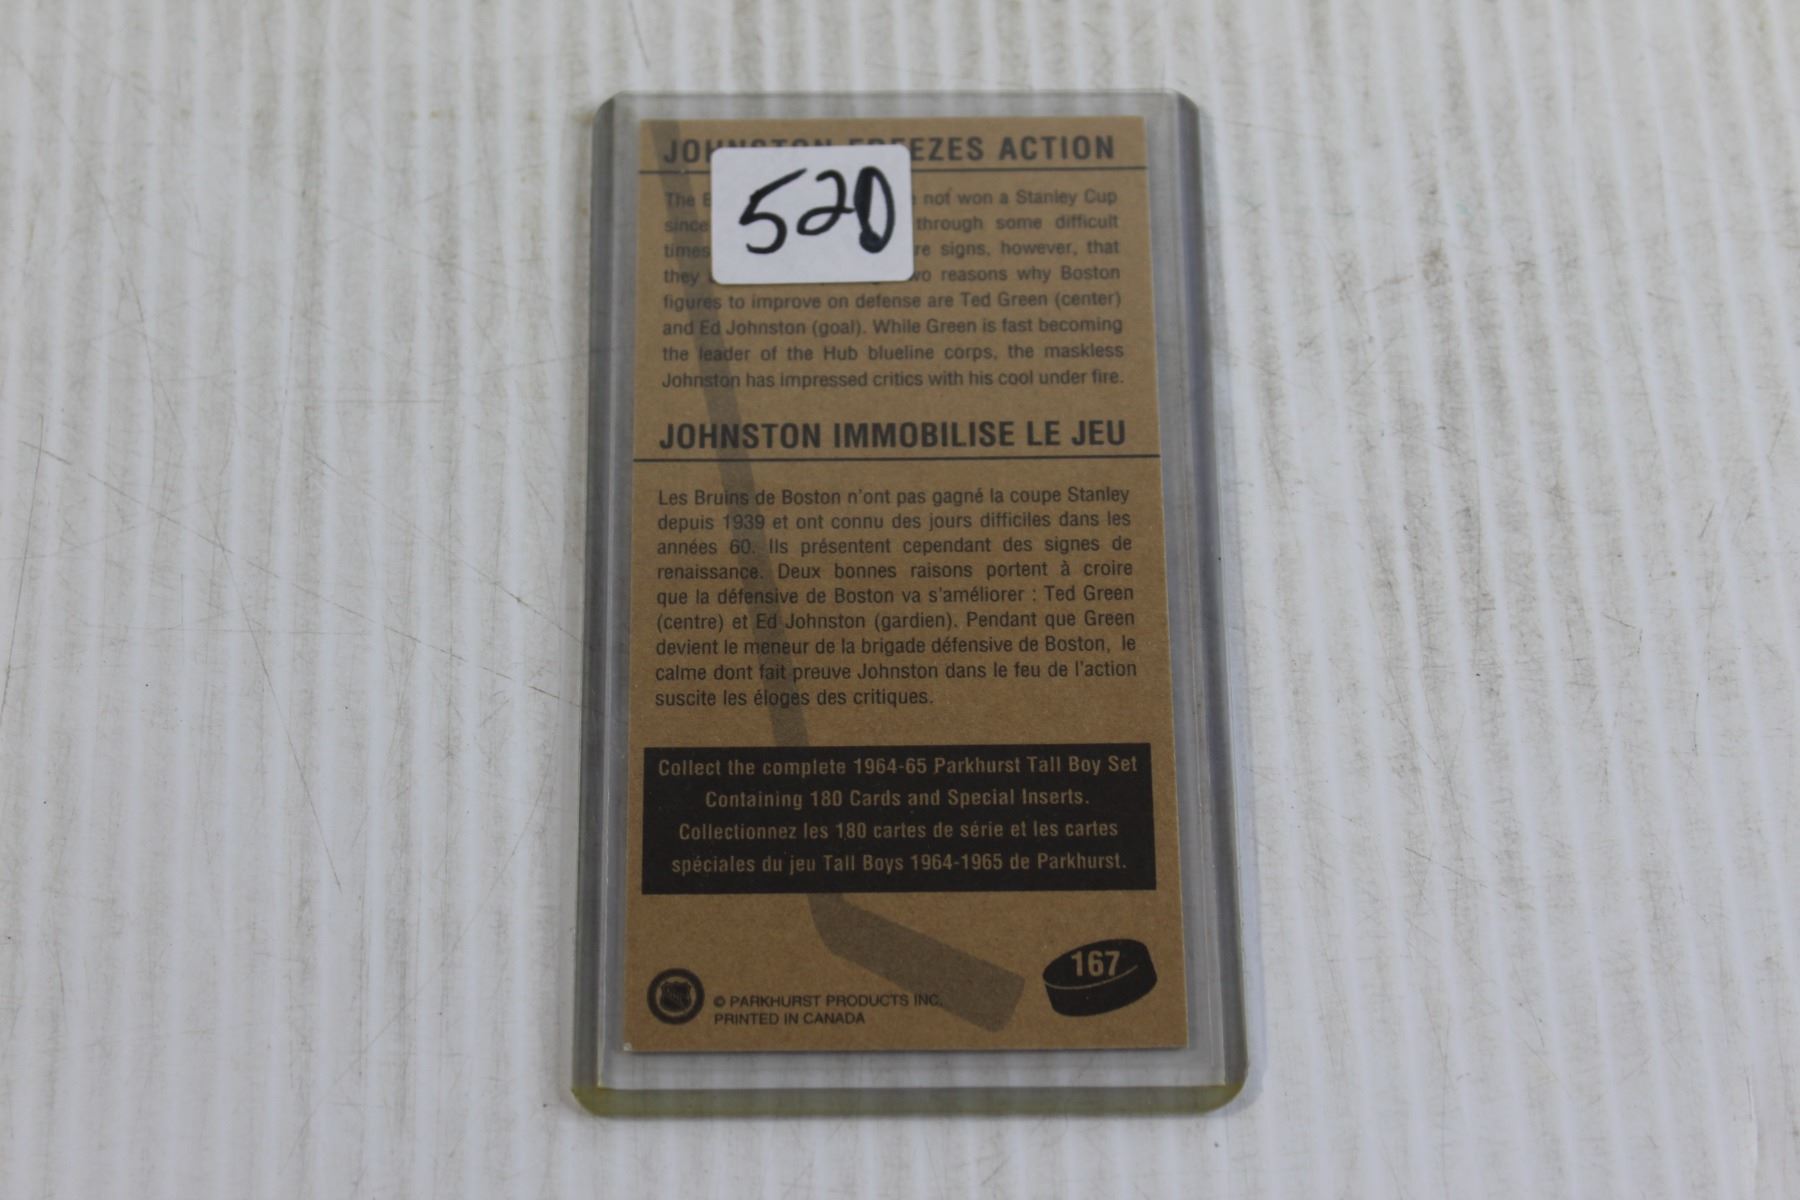 520
EZES ACTION
The not won a Stanley Cup
since through some difficult
times signs, however, that
they reasons why Boston
figures to improve on defense are Ted Green (center)
and Ed Johnston (goal). While Green is fast becoming
the leader of the Hub blueline corps, the maskless
Johnston has impressed critics with his cool under fire.
JOHNSTON IMMOBILISE LE JEU
Les Bruins de Boston n'ont pas gagné la coupe Stanley
depuis 1939 et ont connu des jours difficiles dans les
années 60. Ils présentent cependant des signes de
renaissance. Deux bonnes raisons portent à croire
que la défensive de Boston va s'améliorer : Ted Green
(centre) et Ed Johnston (gardien). Pendant que Green
devient le meneur de la brigade défensive de Boston, le
calme dont fait preuve Johnston dans le feu de l'action
suscite les éloges des critiques.
Collect the complete 1964-65 Parkhurst Tall Boy Set
Containing 180 Cards and Special Inserts.
Collectionnez les 180 cartes de série et les cartes
spéciales du jeu Tall Boys 1964-1965 de Parkhurst.
167
© PARKHURST PRODUCTS INC.
PRINTED IN CANADA